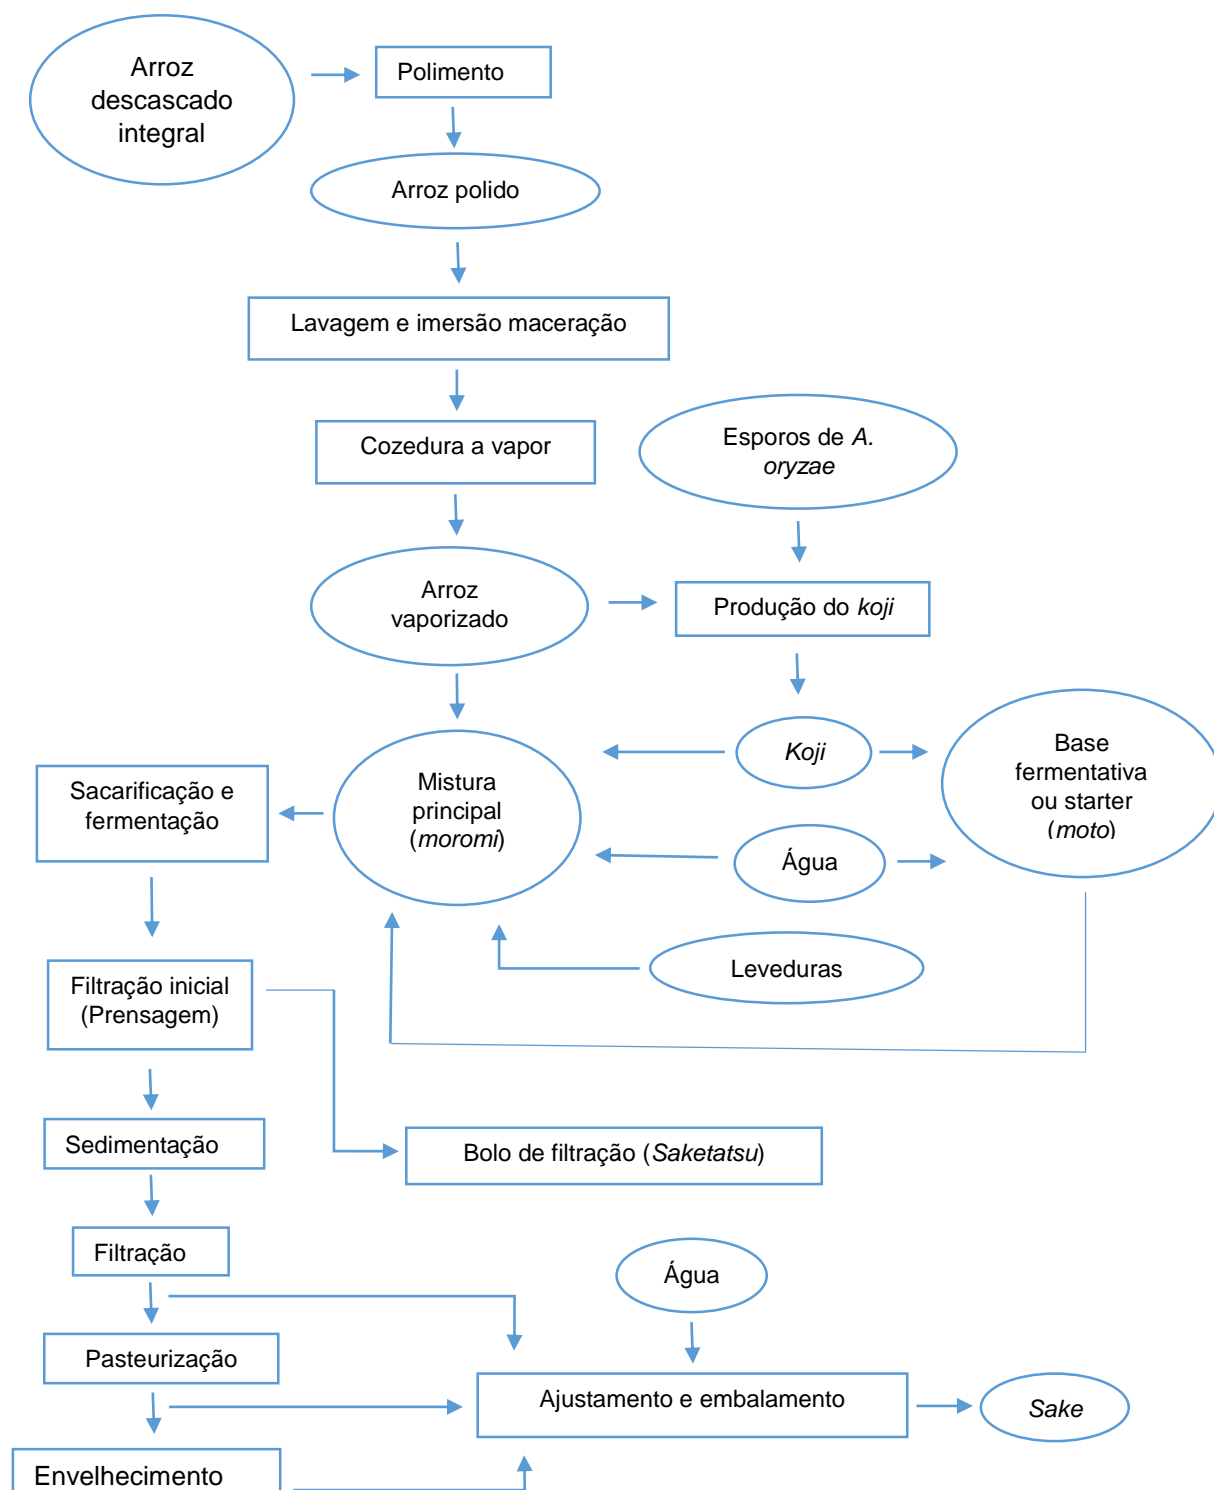 Arroz
descascado
integral
Polimento
Arroz polido
Lavagem e imersão maceração
Cozedura a vapor
Esporos de A.
oryzae
Arroz
vaporizado
Produção do koji
Koji
Base
fermentativa
ou starter
(moto)
Mistura
principal
(moromi)
Sacarificação e
fermentação
Água
Leveduras
Filtração inicial
(Prensagem)
Sedimentação
Bolo de filtração (Saketatsu)
Filtração
Água
Pasteurização
Ajustamento e embalamento
Sake
Envelhecimento